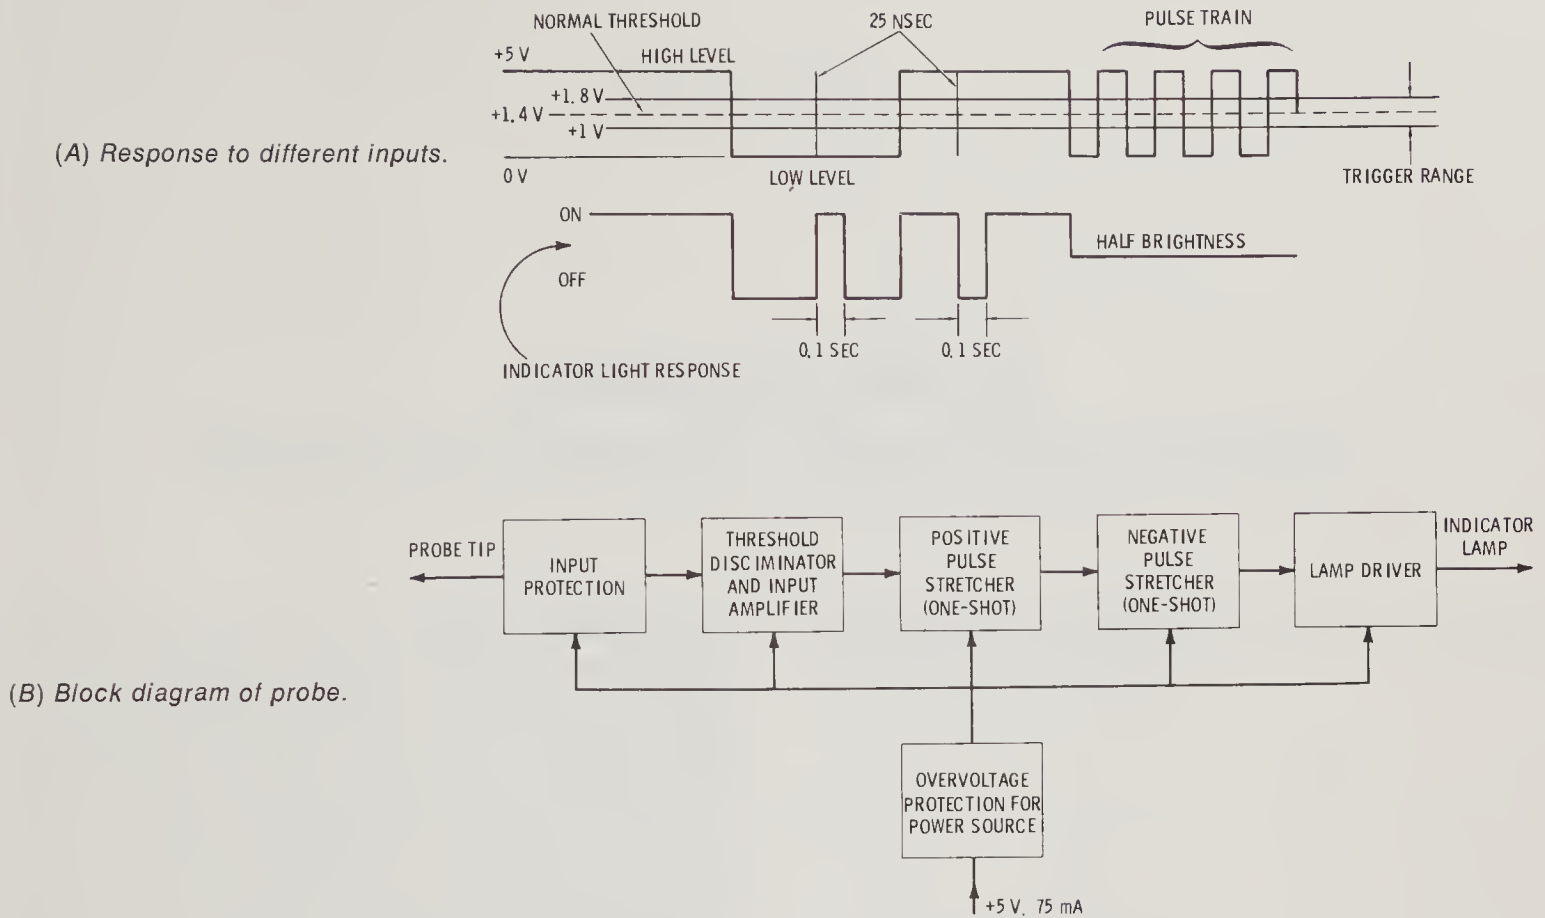 NORMAL THRESHOLD
25 NSEC
PULSE TRAIN
+5 V
HIGH LEVEL
+1.8 V
+1.4 V
+1 V
(A) Response to different inputs.
0 V
LOW LEVEL
TRIGGER RANGE
ON
HALF BRIGHTNESS
OFF
0.1 SEC
0.1 SEC
INDICATOR LIGHT RESPONSE
PROBE TIP
INPUT
PROTECTION
THRESHOLD
DISCIMINATOR
AND INPUT
AMPLIFIER
POSITIVE
PULSE
STRETCHER
(ONE-SHOT)
NEGATIVE
PULSE
STRETCHER
(ONE-SHOT)
LAMP DRIVER
INDICATOR
LAMP
(B) Block diagram of probe.
OVERVOLTAGE
PROTECTION FOR
POWER SOURCE
+5 V, 75 mA